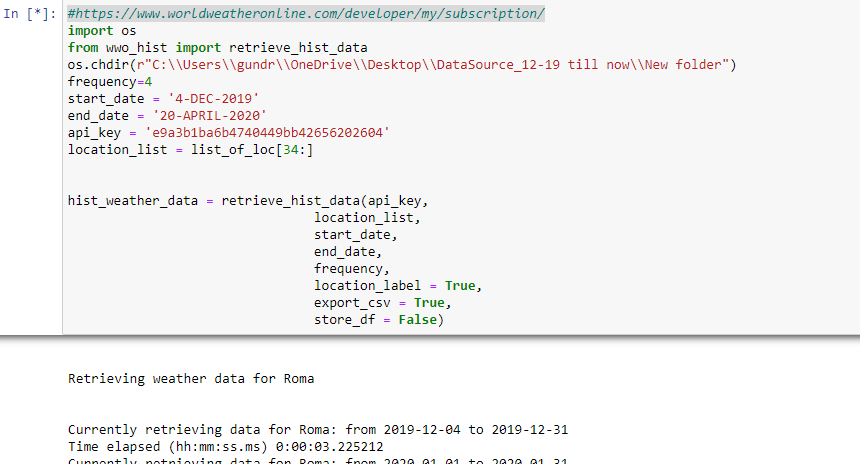 In [*]: #https://www.worldweatheronline.com/developer/my/subscription/
import os
from wwo_hist import retrieve_hist_data
os.chdir(r"C:\\Users\\gundr\\OneDrive\\Desktop\\DataSource_12-19 till now\\New folder")
frequency=4
start_date = '4-DEC-2019'
end_date = '20-APRIL-2020'
api_key = 'e9a3b1ba6b4740449bb42656202604'
location_list = list_of_loc[34:]
hist_weather_data = retrieve_hist_data(api_key,
location_list,
start_date,
end_date,
frequency,
location_label = True,
export_csv = True,
store_df = False)
Retrieving weather data for Roma
Currently retrieving data for Roma: from 2019-12-04 to 2019-12-31
Time elapsed (hh:mm:ss.ms) 0:00:03.225212
Currently retrieving data for Roma: from 2020-01-01 to 2020-01-31